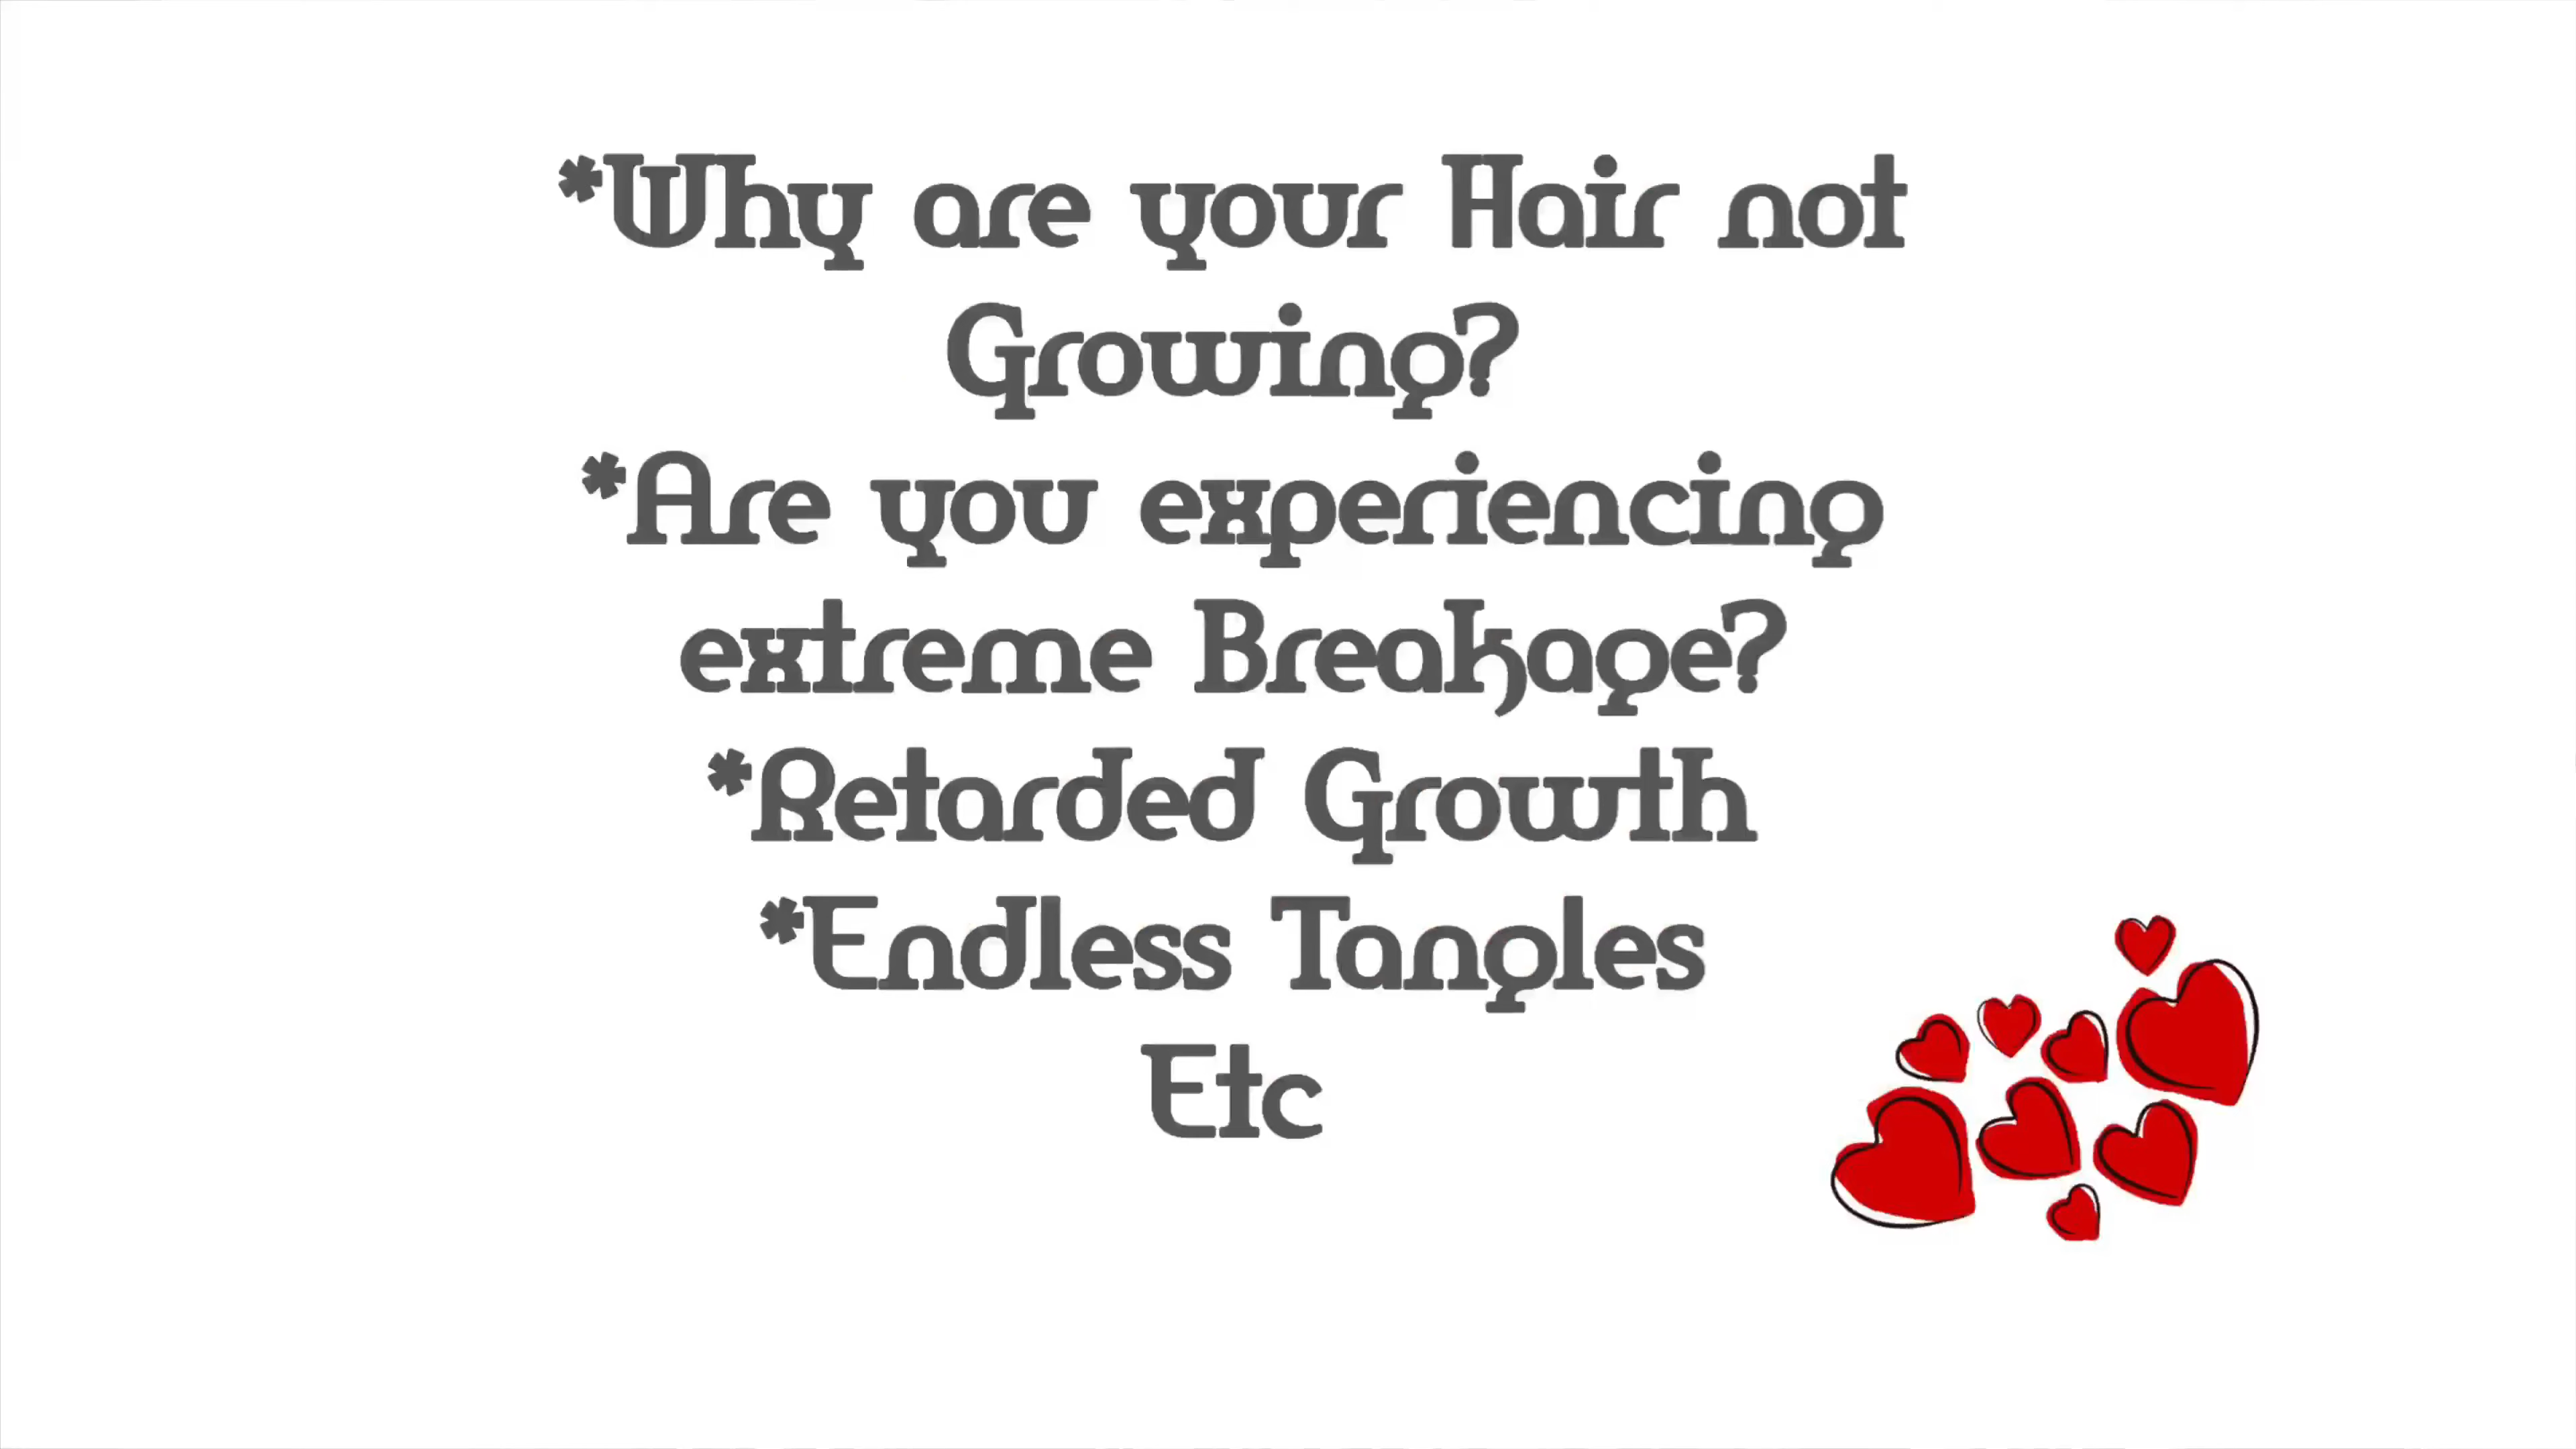 *Why are your Hair not
Growing?
*Are you experiencing
extreme Breakage?
*Retarded Growth
*Endless Tangles
Etc